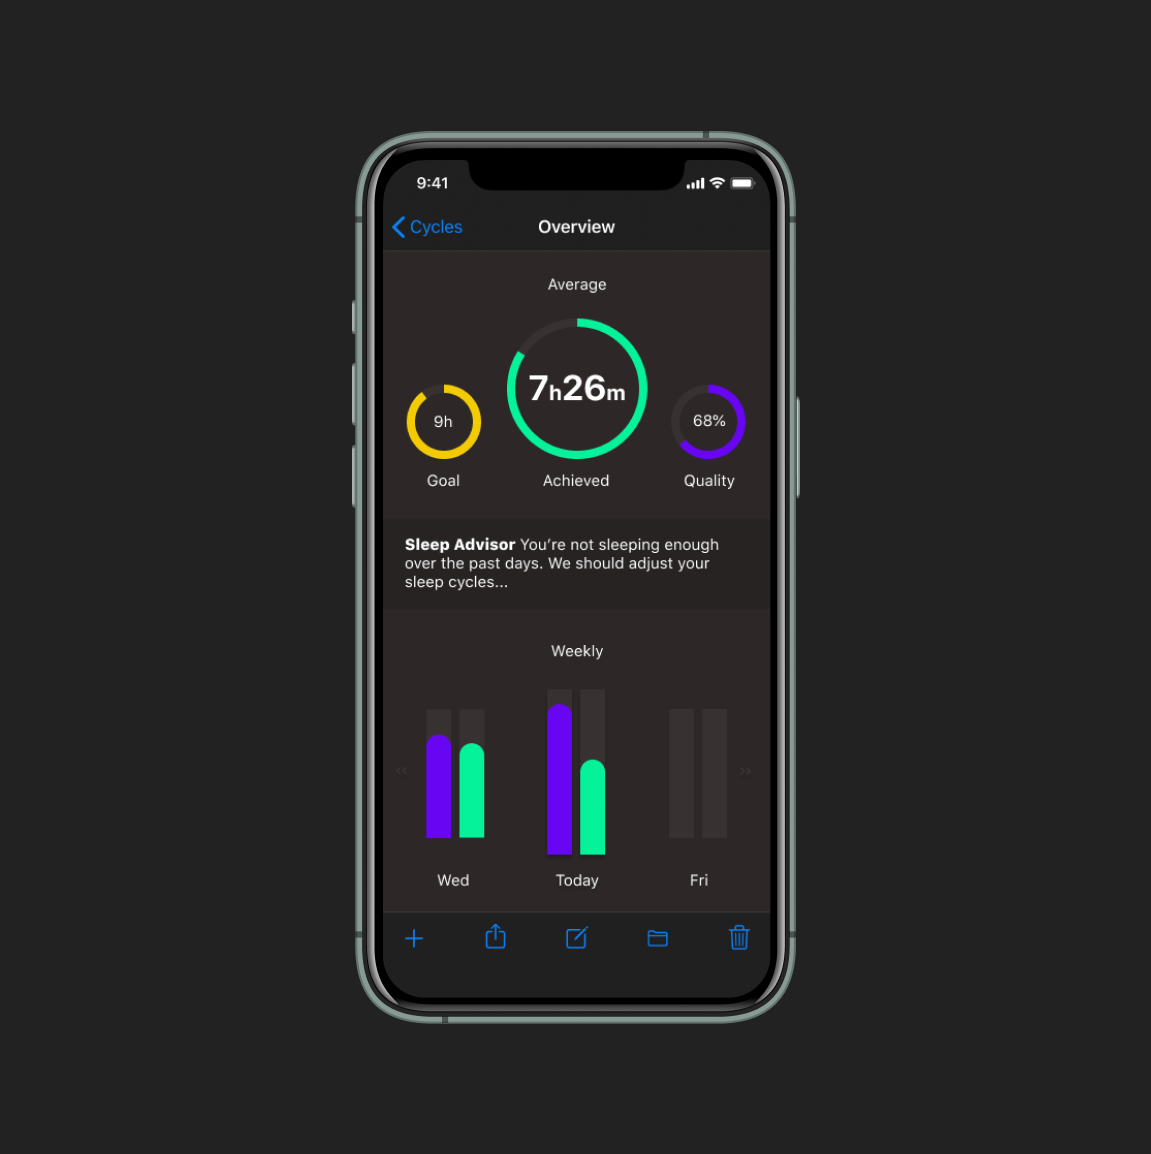 9:41
Cycles
Overview
Average
7h26m
9h
68%
Goal
Achieved
Quality
Sleep Advisor You’re not sleeping enough
over the past days. We should adjust your
sleep cycles...
Weekly
<<
>>
Wed
Today
Fri